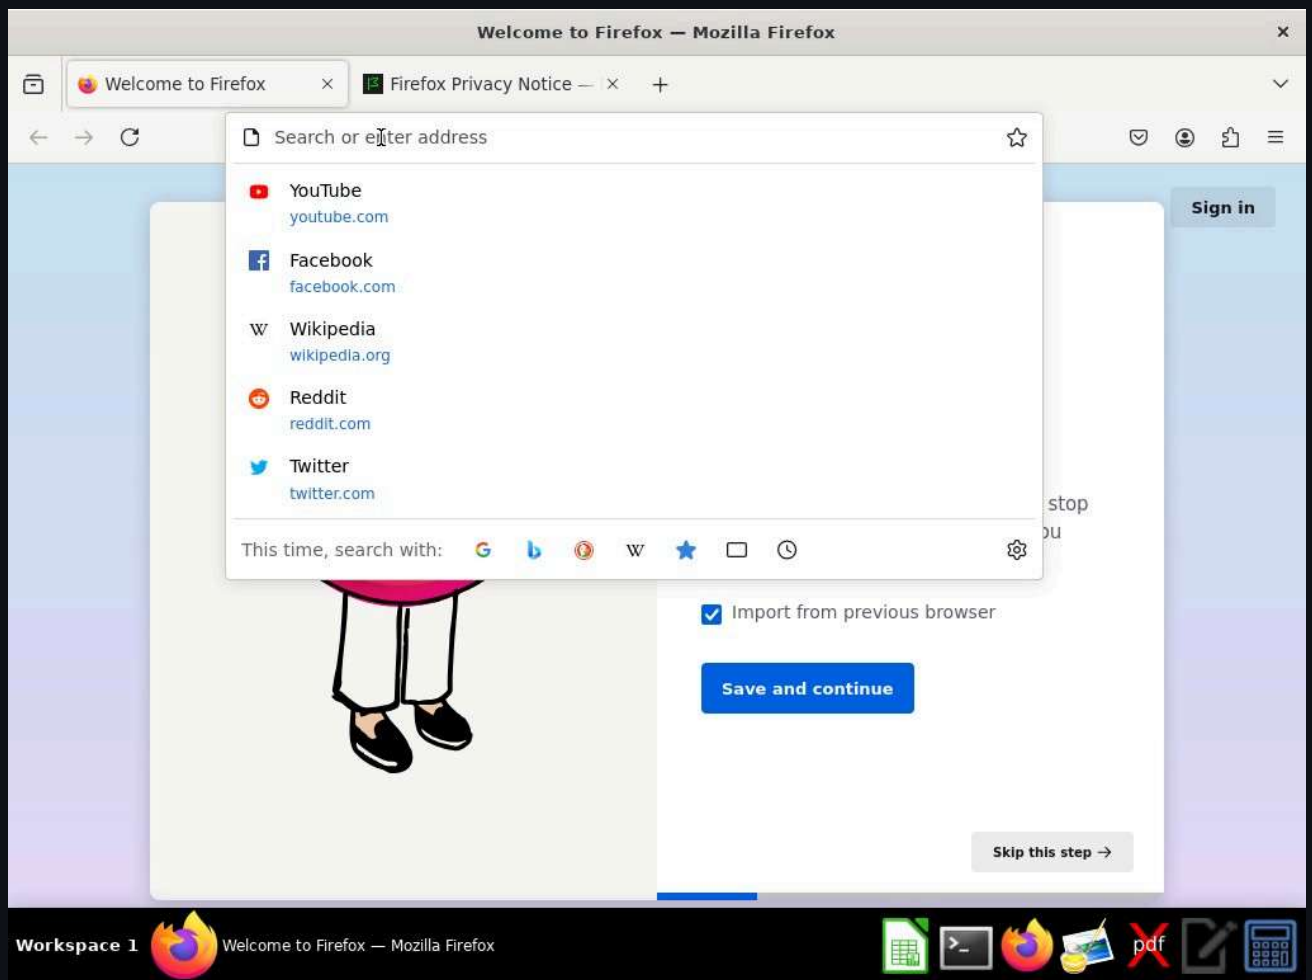 Welcome to Firefox — Mozilla Firefox
Welcome to Firefox
Firefox Privacy Notice —
Search or enter address
YouTube
youtube.com
Sign in
Facebook
facebook.com
Wikipedia
wikipedia.org
Reddit
reddit.com
Twitter
twitter.com
stop
ou
This time, search with:
Import from previous browser
Save and continue
Skip this step →
Workspace 1
Welcome to Firefox — Mozilla Firefox
pdf